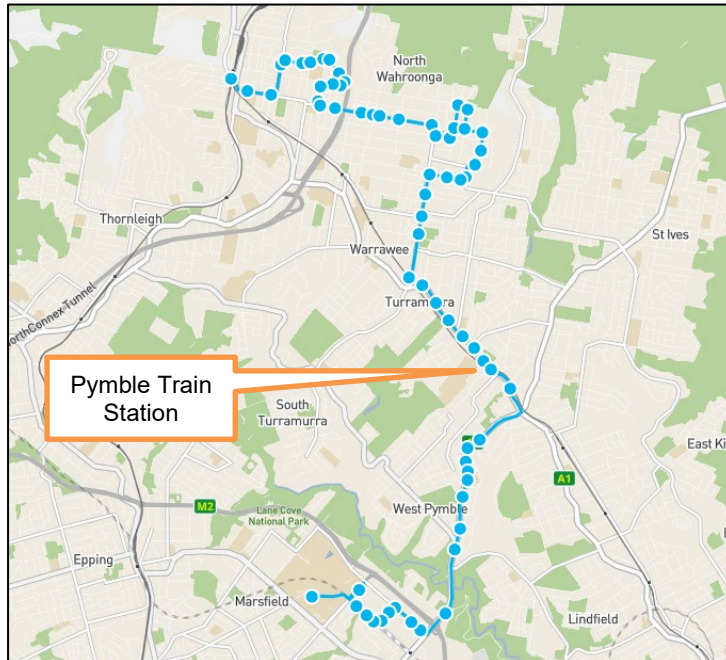 North
Wahroonga
Thornleigh
St Ives
Warrawee
Turramurra
orthConnex Tunnel
Pymble Train
Station
South
Turramurra
East Ki
A1
M2
West Pymble
Lane Cove
National Park
Epping
Marsfield
Lindfield